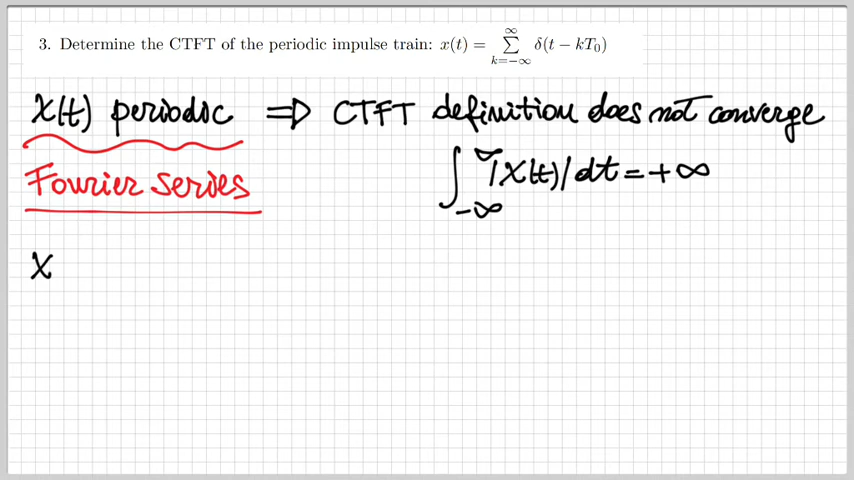 3. Determine the CTFT of the periodic impulse train: x(t) = ∞∑k=−∞ δ(t − kT₀)
x(t) periodic ⇒ CTFT definition does not converge
∫−∞^∞ |x(t)| dt = +∞
Fourier series
x